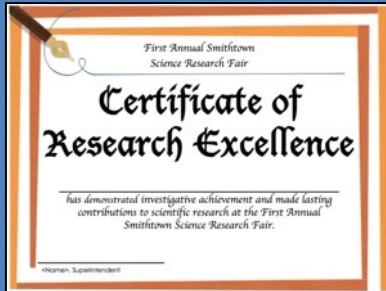 First Annual Smithtown
Science Research Fair
Certificate of
Research Excellence
has demonstrated investigative achievement and made lasting
contributions to scientific research at the First Annual
Smithtown Science Research Fair.
<Name>, Superintendent